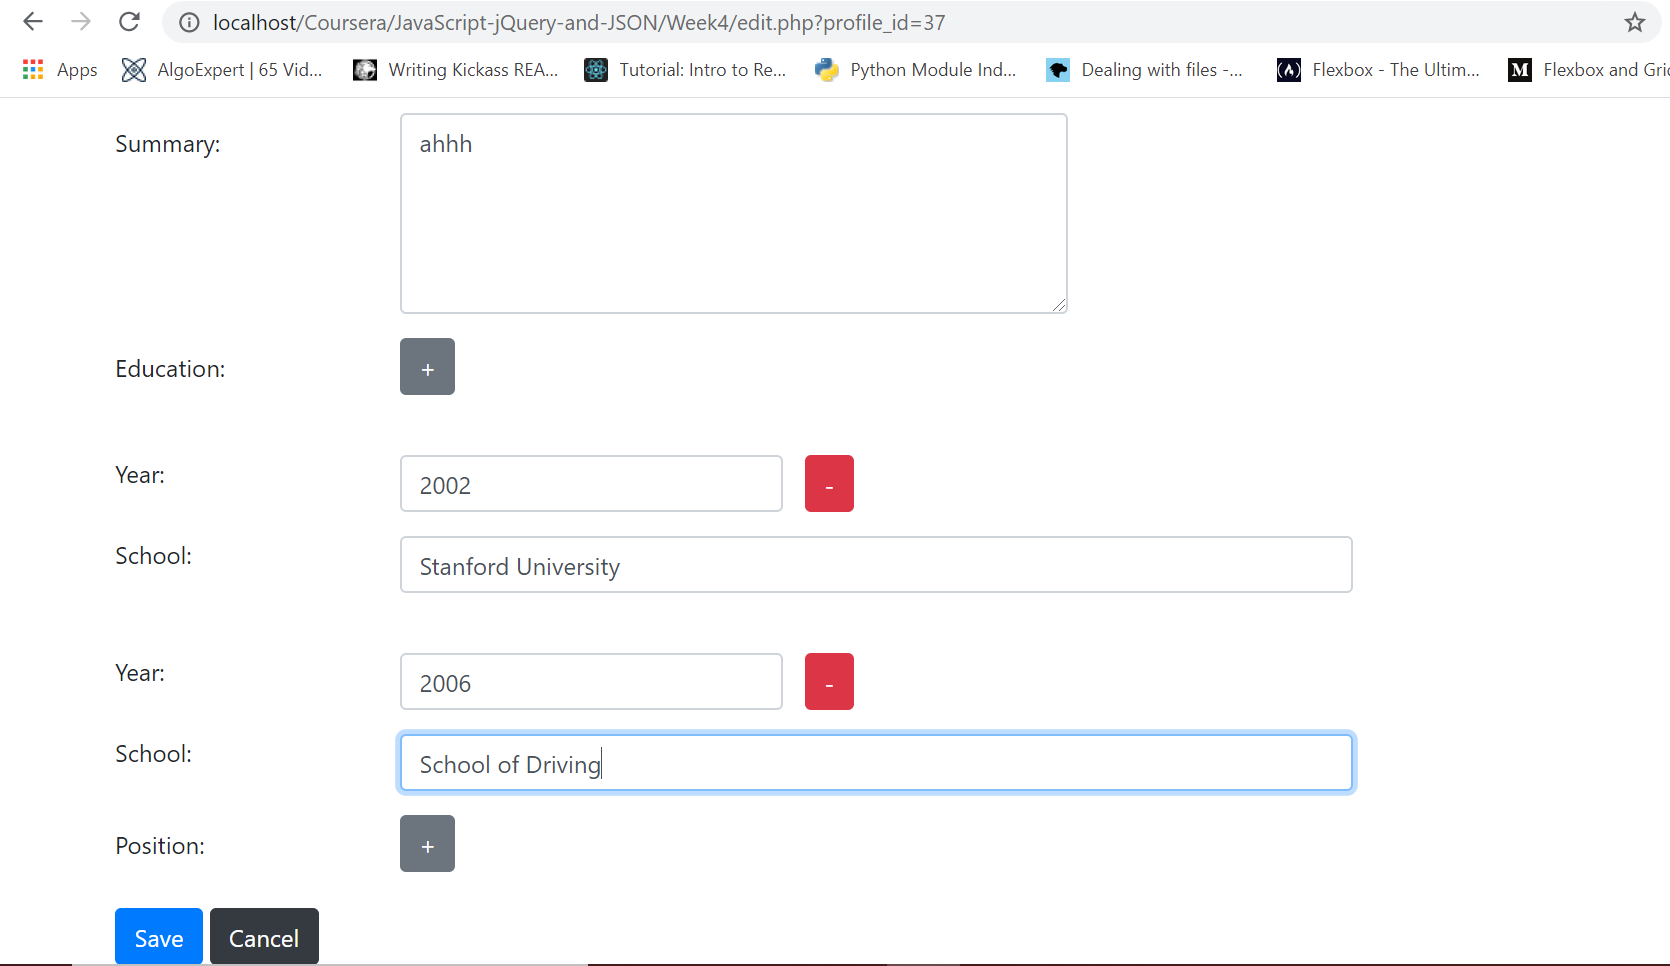 localhost/Coursera/JavaScript-jQuery-and-JSON/Week4/edit.php?profile_id=37
Apps AlgoExpert | 65 Vid... Writing Kickass REA... Tutorial: Intro to Re... Python Module Ind... Dealing with files -... Flexbox - The Ultim... M Flexbox and Grid
Summary: ahhh
Education: +
Year: 2002 -
School: Stanford University
Year: 2006 -
School: School of Driving
Position: +
Save Cancel